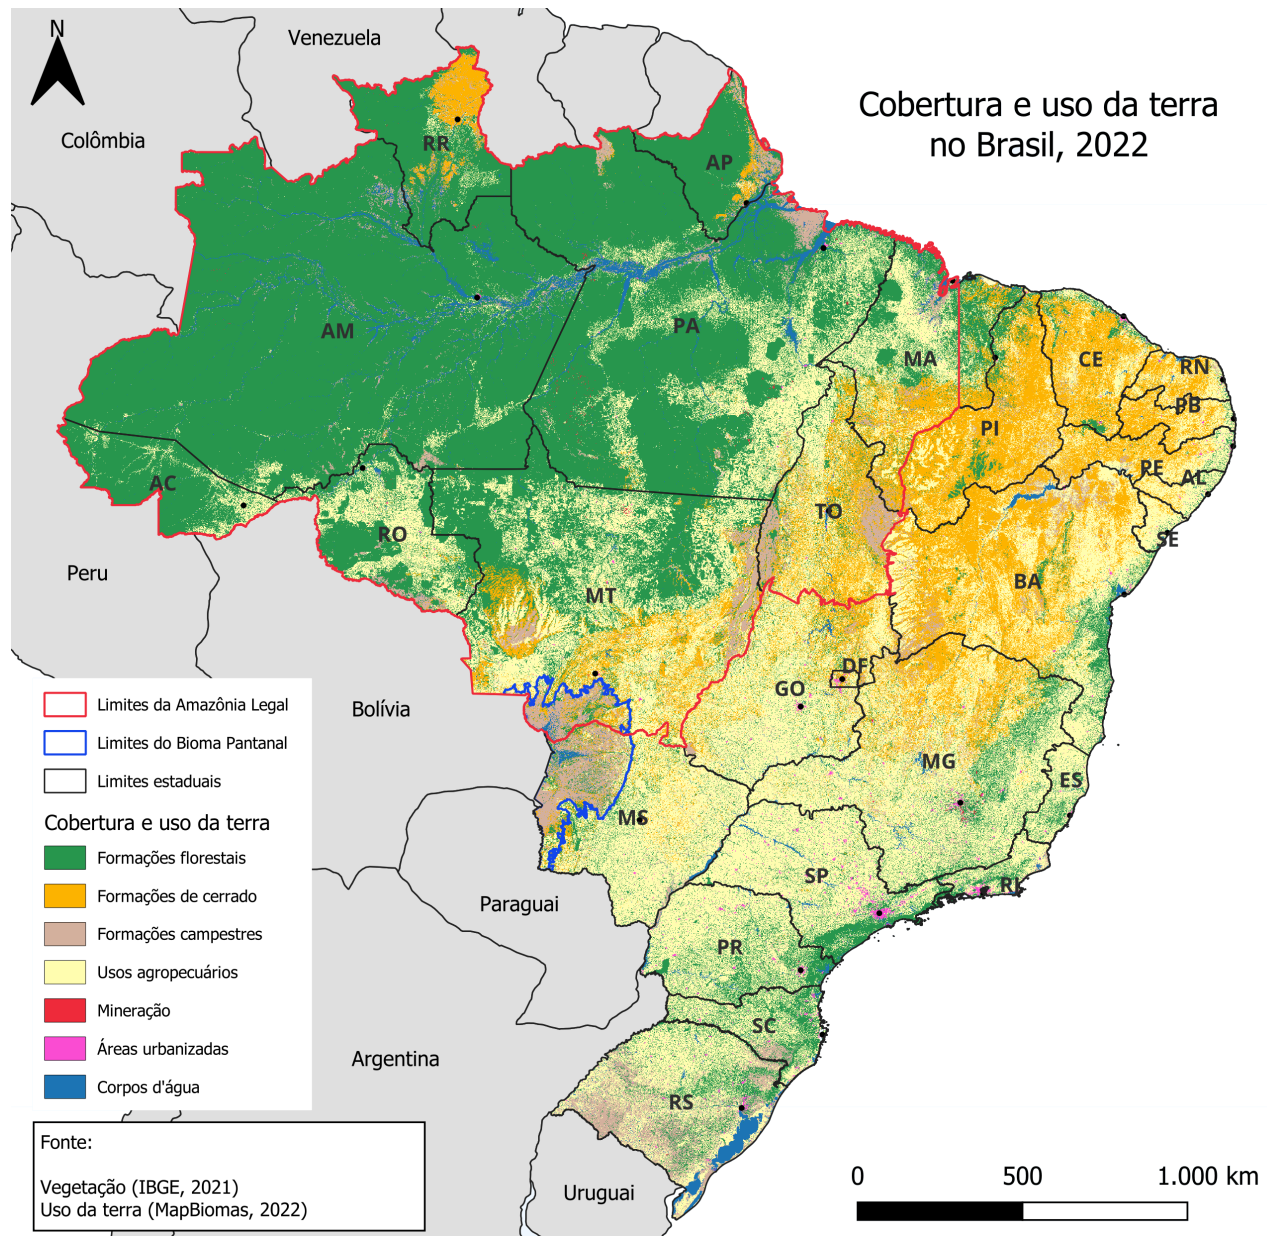 N
Venezuela
Colômbia
Cobertura e uso da terra
no Brasil, 2022
RR
AP
AM
PA
MA
CE
RN
PB
PI
PE
AL
AC
TO
SE
RO
BA
Peru
MT
DF
GO
Bolívia
MG
ES
MS
SP
RJ
Paraguai
PR
SC
Argentina
RS
Uruguai
Limites da Amazônia Legal
Limites do Bioma Pantanal
Limites estaduais
Cobertura e uso da terra
Formações florestais
Formações de cerrado
Formações campestres
Usos agropecuários
Mineração
Áreas urbanizadas
Corpos d'água
Fonte:
Vegetação (IBGE, 2021)
Uso da terra (MapBiomas, 2022)
0 500 1.000 km